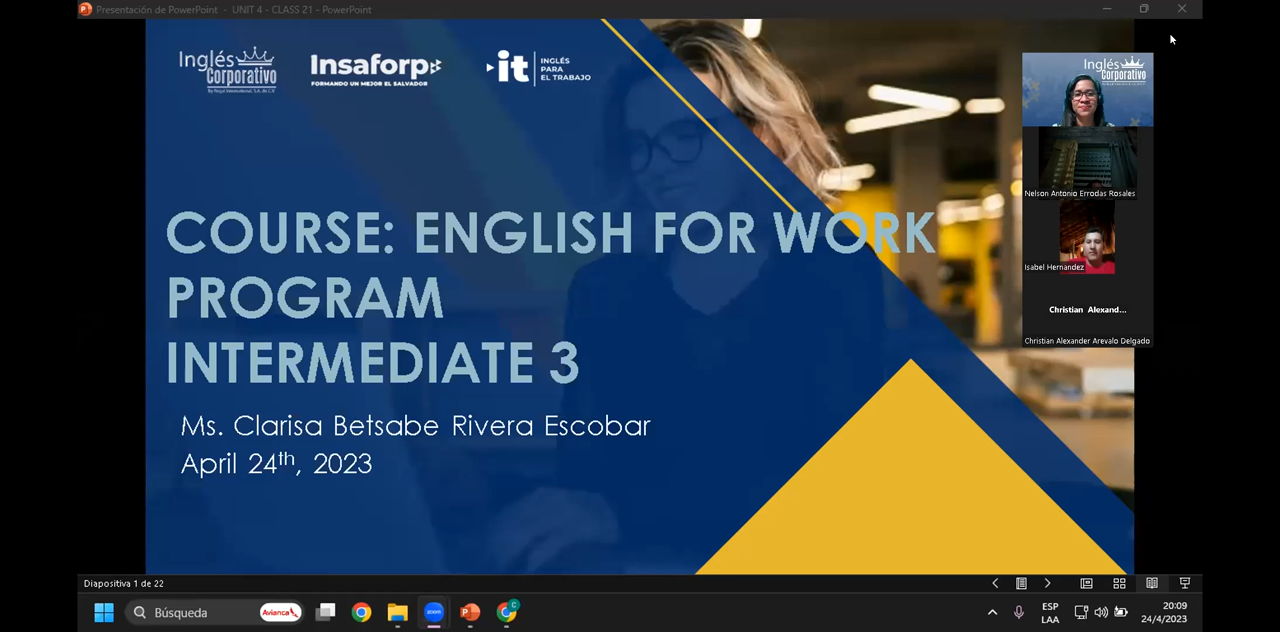 Presentación de PowerPoint - UNIT 4 - CLASS 21 - PowerPoint
Inglés
Corporativo
Insaforp
FORMANDO UN MEJOR EL SALVADOR
it
INGLÉS
PARA
EL TRABAJO
COURSE: ENGLISH FOR WORK
PROGRAM
INTERMEDIATE 3
Ms. Clarisa Betsabe Rivera Escobar
April 24th, 2023
Inglés
Corporativo
Nelson Antonio Erradas Rosales
Isabel Hernandez
Christian Alexand...
Christian Alexander Arevalo Delgado
Diapositiva 1 de 22
Búsqueda
Avianca
zoom
ESP
LAA
20:09
24/4/2023